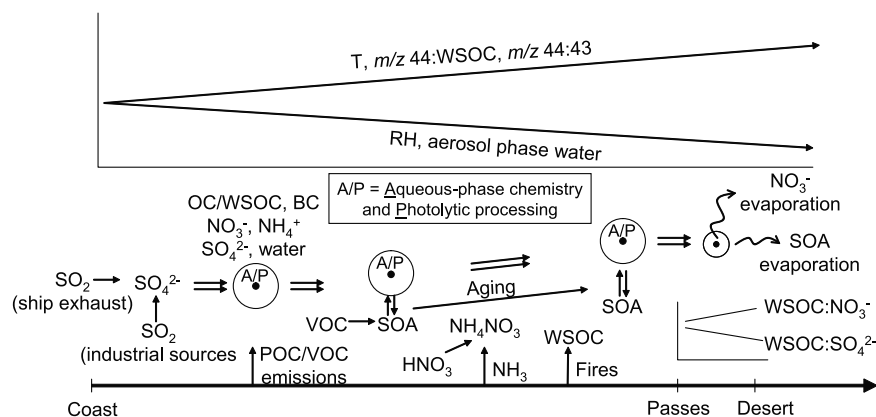 T, m/z 44:WSOC, m/z 44:43
RH, aerosol phase water
A/P = Aqueous-phase chemistry
and Photolytic processing
OC/WSOC, BC
NO₃⁻, NH₄⁺
SO₄²⁻, water
NO₃⁻
evaporation
SOA
evaporation
A/P
A/P
A/P
SO₂
(ship exhaust)
SO₄²⁻
SO₂
(industrial sources
VOC
SOA
Aging
SOA
NH₄NO₃
HNO₃
NH₃
WSOC
Fires
POC/VOC
emissions
WSOC:NO₃⁻
WSOC:SO₄²⁻
Coast
Passes
Desert